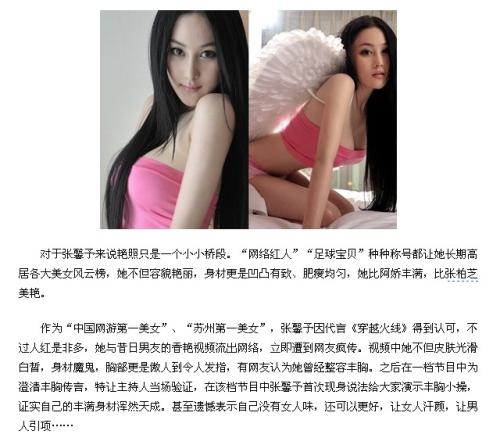 对于张馨予来说艳照只是一个小小桥段。“网络红人”“足球宝贝”种种称号都让她长期高
居各大美女风云榜，她不但容貌艳丽，身材更是凹凸有致、肥瘦均匀，她比阿娇丰满，比张柏芝
美艳。
作为“中国网游第一美女”、“苏州第一美女”，张馨予因代言《穿越火线》得到认可，不
过人红是非多，她与昔日男友的香艳视频流出网络，立即遭到网友疯传。视频中她不但皮肤光滑
白皙，身材魔鬼，胸部更是傲人到令人发指，有网友认为她曾经整容丰胸。之后在一档节目中为
澄清丰胸传言，特让主持人当场验证，在该档节目中张馨予首次现身说法给大家演示丰胸小操，
证实自己的丰满身材浑然天成。甚至遗憾表示自己没有女人味，还可以更好，让女人汗颜，让男
人引项……